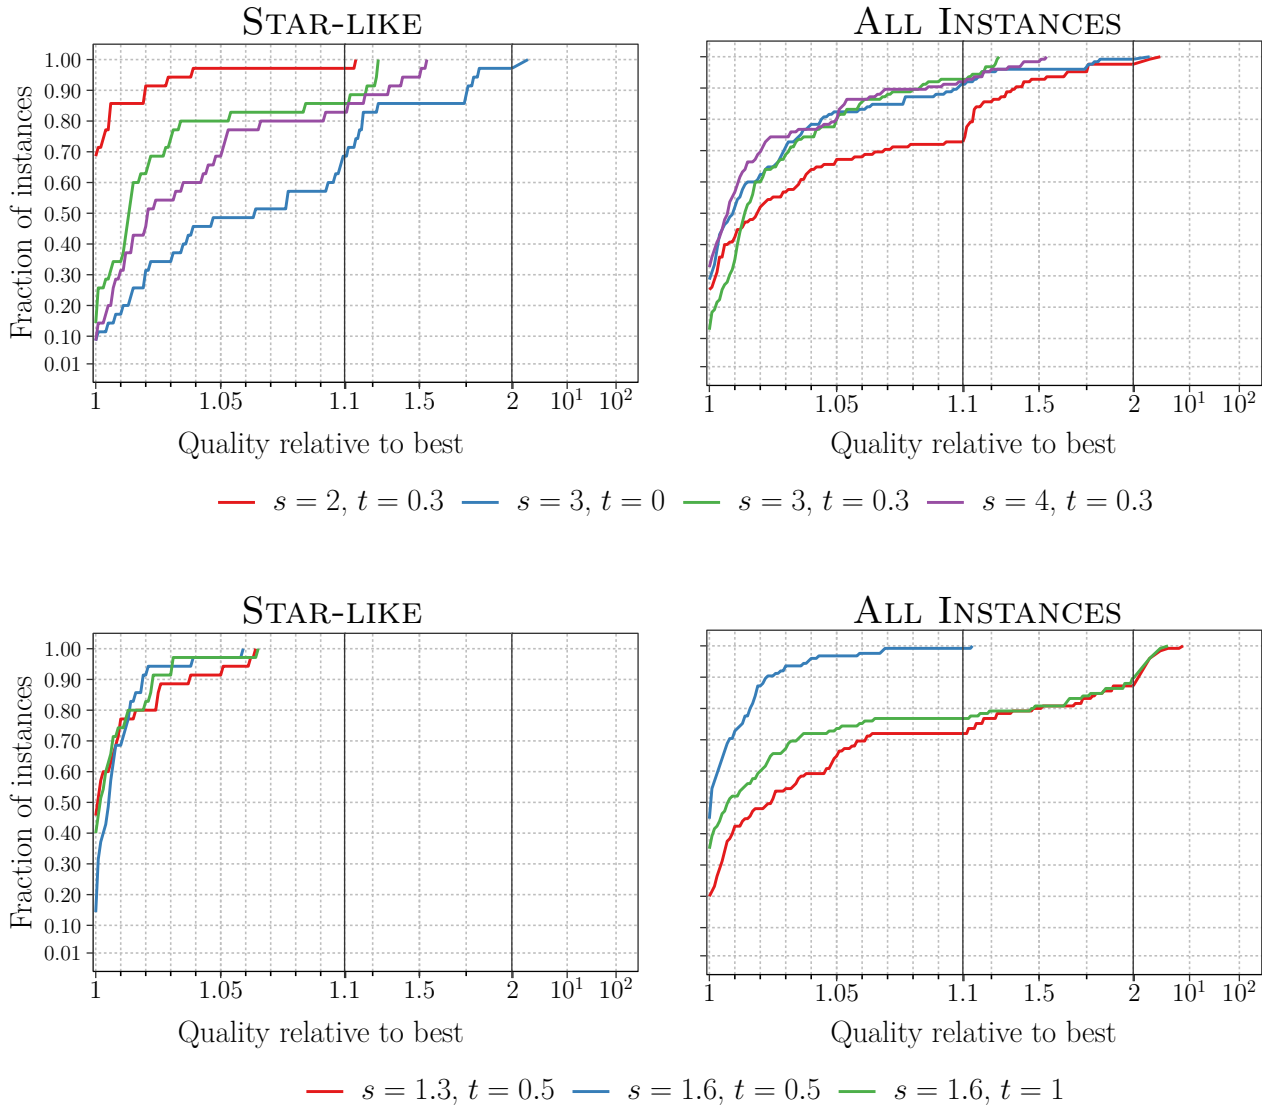 STAR-LIKE
ALL INSTANCES
Fraction of instances
1.00
0.90
0.80
0.70
0.60
0.50
0.40
0.30
0.20
0.10
0.01
1 1.05 1.1 1.5 2 10¹ 10²
1 1.05 1.1 1.5 2 10¹ 10²
Quality relative to best
Quality relative to best
s = 2, t = 0.3 s = 3, t = 0 s = 3, t = 0.3 s = 4, t = 0.3
STAR-LIKE
ALL INSTANCES
Fraction of instances
1.00
0.90
0.80
0.70
0.60
0.50
0.40
0.30
0.20
0.10
0.01
1 1.05 1.1 1.5 2 10¹ 10²
1 1.05 1.1 1.5 2 10¹ 10²
Quality relative to best
Quality relative to best
s = 1.3, t = 0.5 s = 1.6, t = 0.5 s = 1.6, t = 1